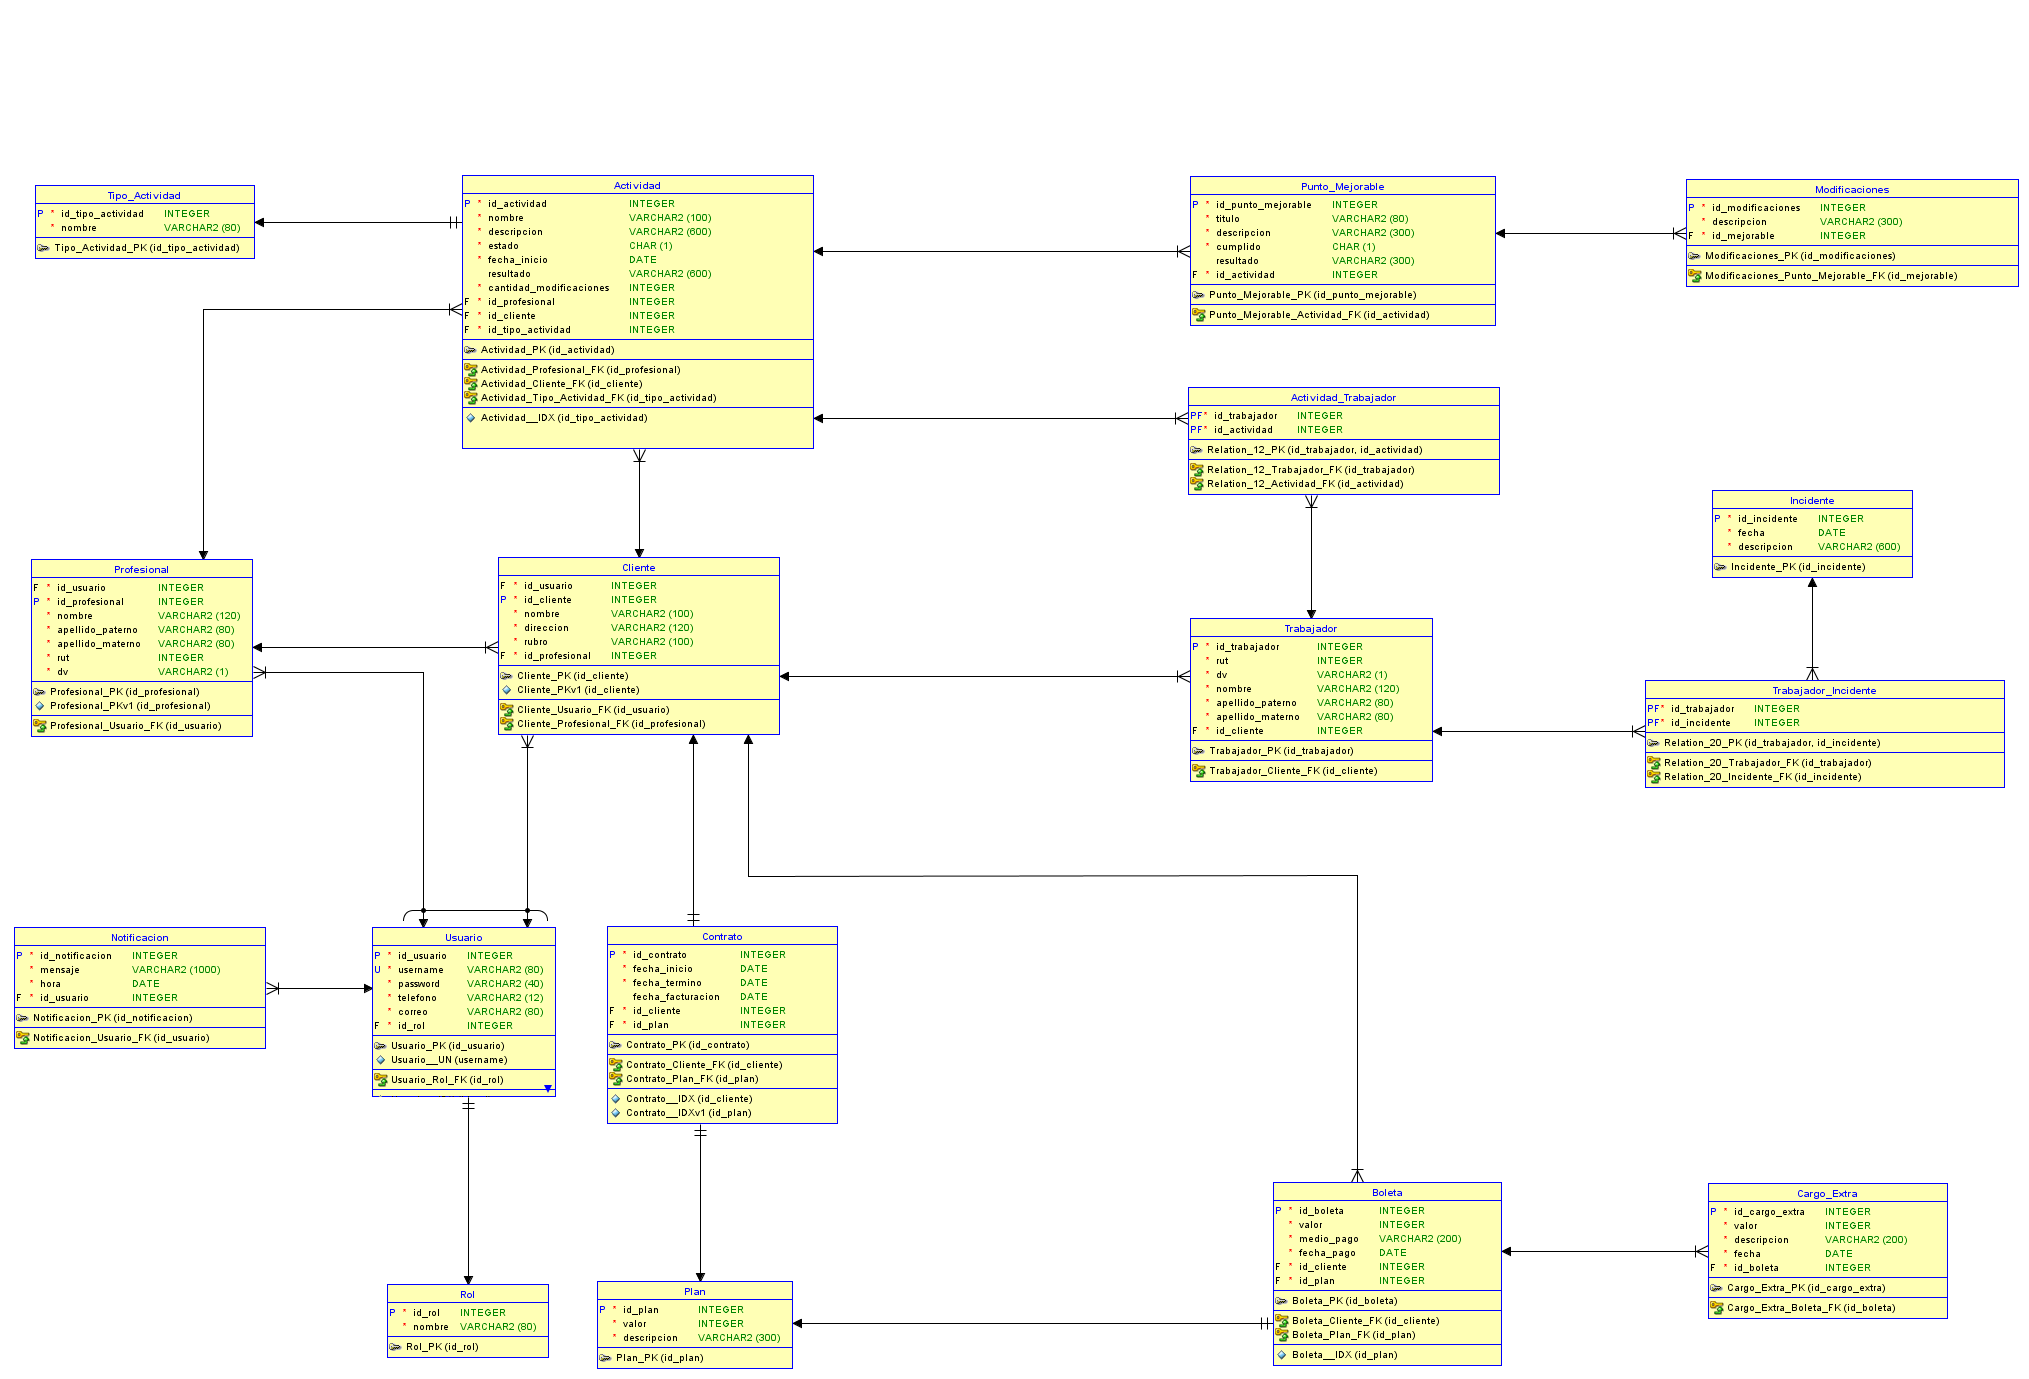 Tipo_Actividad
P * id_tipo_actividad INTEGER
* nombre VARCHAR2 (80)
Tipo_Actividad_PK (id_tipo_actividad)
Actividad
P * id_actividad INTEGER
* nombre VARCHAR2 (100)
* descripcion VARCHAR2 (600)
* estado CHAR (1)
* fecha_inicio DATE
resultado VARCHAR2 (600)
* cantidad_modificaciones INTEGER
F * id_profesional INTEGER
F * id_cliente INTEGER
F * id_tipo_actividad INTEGER
Actividad_PK (id_actividad)
Actividad_Profesional_FK (id_profesional)
Actividad_Cliente_FK (id_cliente)
Actividad_Tipo_Actividad_FK (id_tipo_actividad)
Actividad__IDX (id_tipo_actividad)
Punto_Mejorable
P * id_punto_mejorable INTEGER
* titulo VARCHAR2 (80)
* descripcion VARCHAR2 (300)
* cumplido CHAR (1)
resultado VARCHAR2 (300)
F * id_actividad INTEGER
Punto_Mejorable_PK (id_punto_mejorable)
Punto_Mejorable_Actividad_FK (id_actividad)
Modificaciones
P * id_modificaciones INTEGER
* descripcion VARCHAR2 (300)
F * id_mejorable INTEGER
Modificaciones_PK (id_modificaciones)
Modificaciones_Punto_Mejorable_FK (id_mejorable)
Actividad_Trabajador
PF* id_trabajador INTEGER
PF* id_actividad INTEGER
Relation_12_PK (id_trabajador, id_actividad)
Relation_12_Trabajador_FK (id_trabajador)
Relation_12_Actividad_FK (id_actividad)
Incidente
P * id_incidente INTEGER
* fecha DATE
* descripcion VARCHAR2 (600)
Incidente_PK (id_incidente)
Profesional
F * id_usuario INTEGER
P * id_profesional INTEGER
* nombre VARCHAR2 (120)
* apellido_paterno VARCHAR2 (80)
* apellido_materno VARCHAR2 (80)
* rut INTEGER
* dv VARCHAR2 (1)
Profesional_PK (id_profesional)
Profesional_PKv1 (id_profesional)
Profesional_Usuario_FK (id_usuario)
Cliente
F * id_usuario INTEGER
P * id_cliente INTEGER
* nombre VARCHAR2 (100)
* direccion VARCHAR2 (120)
* rubro VARCHAR2 (100)
F * id_profesional INTEGER
Cliente_PK (id_cliente)
Cliente_PKv1 (id_cliente)
Cliente_Usuario_FK (id_usuario)
Cliente_Profesional_FK (id_profesional)
Trabajador
P * id_trabajador INTEGER
* rut INTEGER
* dv VARCHAR2 (1)
* nombre VARCHAR2 (120)
* apellido_paterno VARCHAR2 (80)
* apellido_materno VARCHAR2 (80)
F * id_cliente INTEGER
Trabajador_PK (id_trabajador)
Trabajador_Cliente_FK (id_cliente)
Trabajador_Incidente
PF* id_trabajador INTEGER
PF* id_incidente INTEGER
Relation_20_PK (id_trabajador, id_incidente)
Relation_20_Trabajador_FK (id_trabajador)
Relation_20_Incidente_FK (id_incidente)
Notificacion
P * id_notificacion INTEGER
* mensaje VARCHAR2 (1000)
* hora DATE
F * id_usuario INTEGER
Notificacion_PK (id_notificacion)
Notificacion_Usuario_FK (id_usuario)
Usuario
P * id_usuario INTEGER
U * username VARCHAR2 (80)
* password VARCHAR2 (40)
* telefono VARCHAR2 (12)
* correo VARCHAR2 (80)
F * id_rol INTEGER
Usuario_PK (id_usuario)
Usuario__UN (username)
Usuario_Rol_FK (id_rol)
Contrato
P * id_contrato INTEGER
* fecha_inicio DATE
* fecha_termino DATE
fecha_facturacion DATE
F * id_cliente INTEGER
F * id_plan INTEGER
Contrato_PK (id_contrato)
Contrato_Cliente_FK (id_cliente)
Contrato_Plan_FK (id_plan)
Contrato__IDX (id_cliente)
Contrato__IDXv1 (id_plan)
Rol
P * id_rol INTEGER
* nombre VARCHAR2 (80)
Rol_PK (id_rol)
Plan
P * id_plan INTEGER
* valor INTEGER
* descripcion VARCHAR2 (300)
Plan_PK (id_plan)
Boleta
P * id_boleta INTEGER
* valor INTEGER
* medio_pago VARCHAR2 (200)
* fecha_pago DATE
F * id_cliente INTEGER
F * id_plan INTEGER
Boleta_PK (id_boleta)
Boleta_Cliente_FK (id_cliente)
Boleta_Plan_FK (id_plan)
Boleta__IDX (id_plan)
Cargo_Extra
P * id_cargo_extra INTEGER
* valor INTEGER
* descripcion VARCHAR2 (200)
* fecha DATE
F * id_boleta INTEGER
Cargo_Extra_PK (id_cargo_extra)
Cargo_Extra_Boleta_FK (id_boleta)